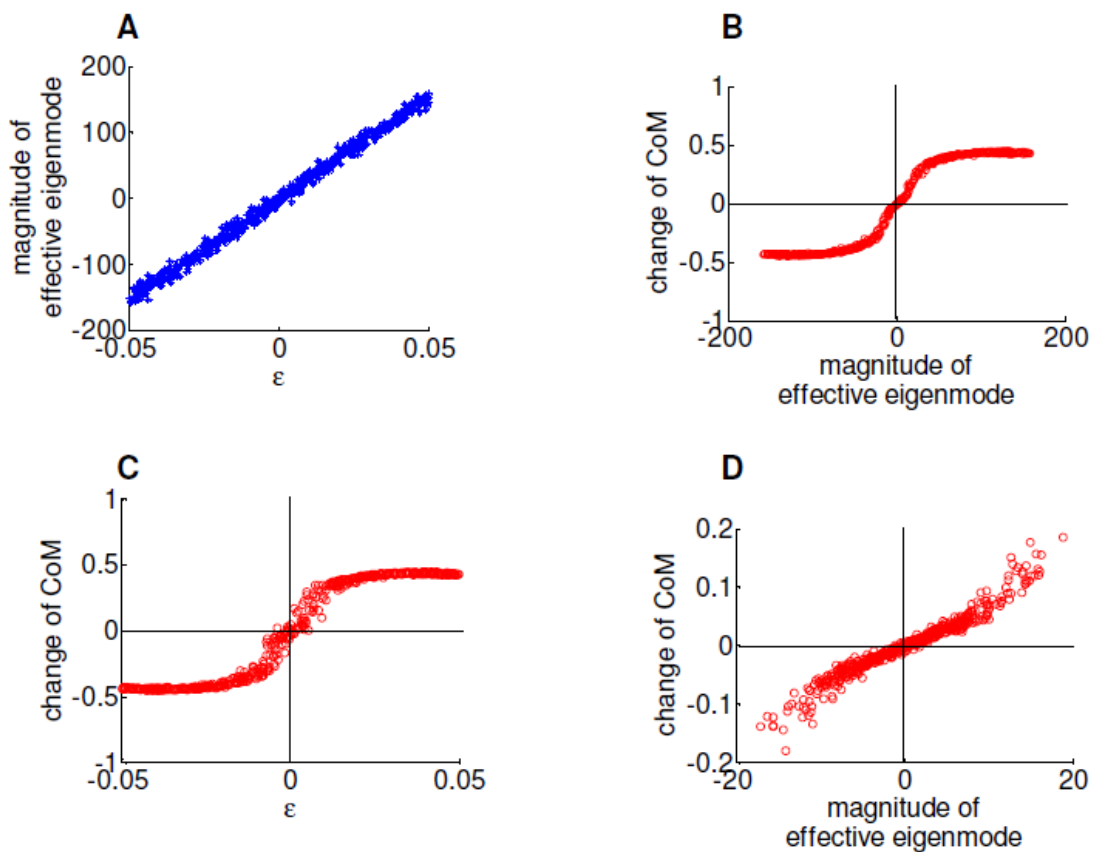 A
magnitude of
effective eigenmode
200
100
0
-100
-200
-0.05
0
0.05
ε
B
change of CoM
1
0.5
0
-0.5
-1
-200
0
200
magnitude of
effective eigenmode
C
change of CoM
1
0.5
0
-0.5
-1
-0.05
0
0.05
ε
D
change of CoM
0.2
0.1
0
-0.1
-0.2
-20
0
20
magnitude of
effective eigenmode